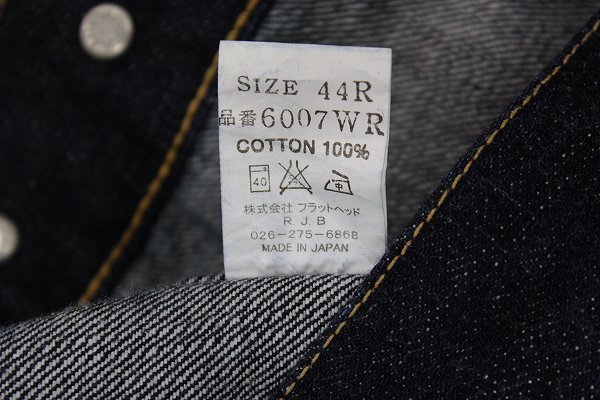 SIZE 44R
品番6007WR
COTTON 100%
40
株式会社 フラットヘッド
R J.B
026-275-6868
MADE IN JAPAN